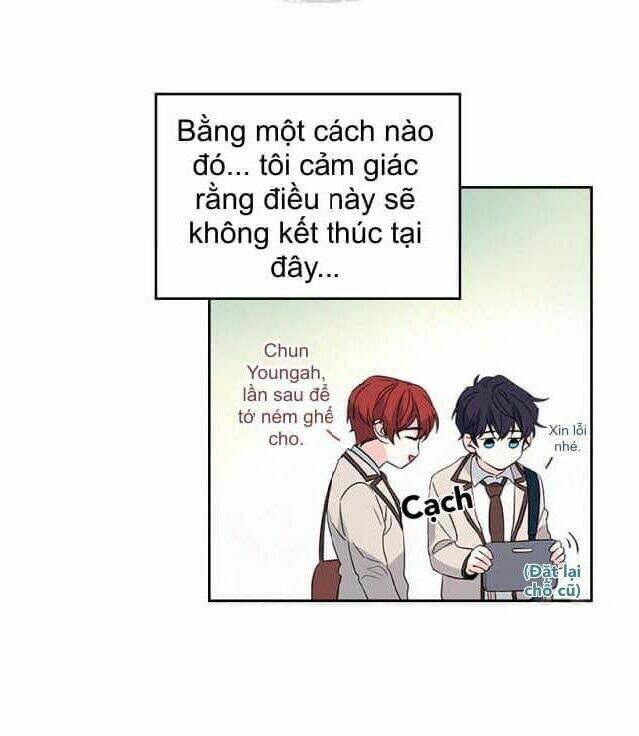 Bằng một cách nào
đó... tôi cảm giác
rằng điều này sẽ
không kết thúc tại
đây...
Chun
Youngah,
lần sau để
tớ ném ghế
cho.
Xin lỗi
nhé.
Cạch
(Đặt lại
chỗ cũ)